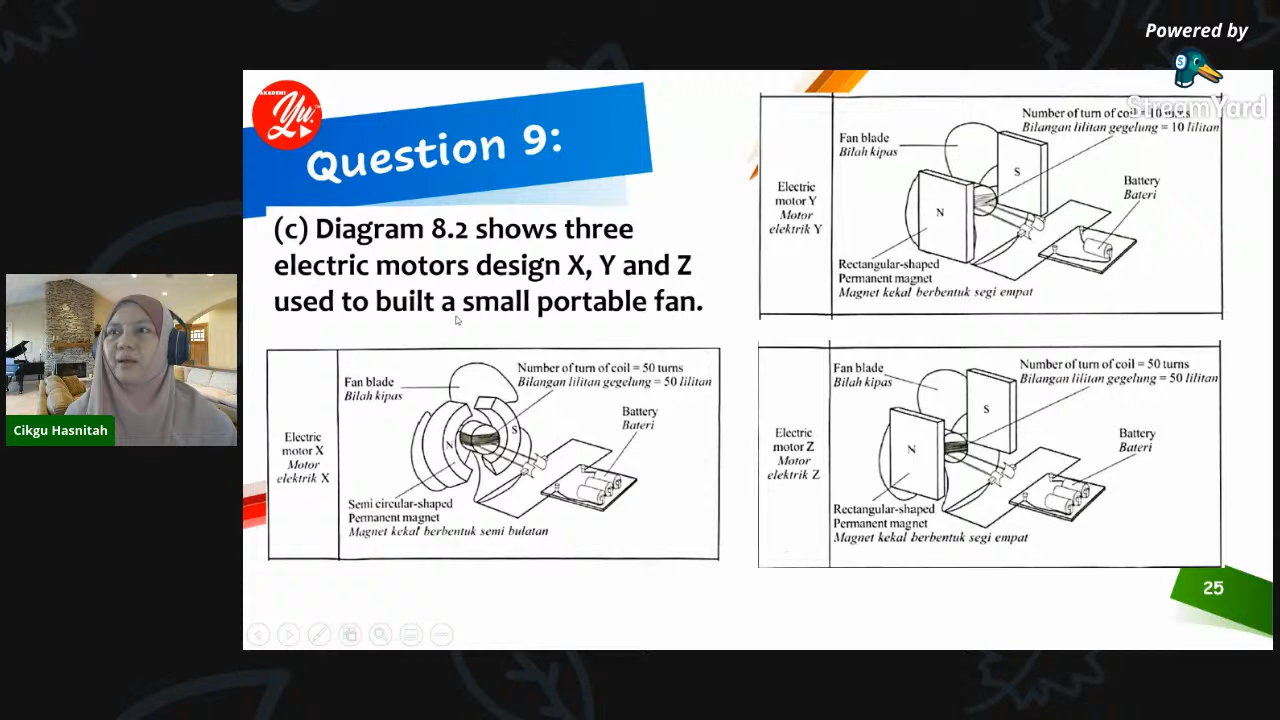 Powered by
S
StreamYard
AKADEMI
Yu.
Question 9:
(c) Diagram 8.2 shows three
electric motors design X, Y and Z
used to built a small portable fan.
Electric
motor X
Motor
elektrik X
Fan blade
Bilah kipas
Number of turn of coil = 50 turns
Bilangan lilitan gegelung = 50 lilitan
Battery
Bateri
N
S
Semi circular-shaped
Permanent magnet
Magnet kekal berbentuk semi bulatan
Electric
motor Y
Motor
elektrik Y
Number of turn of coil = 10 turns
Bilangan lilitan gegelung = 10 lilitan
Fan blade
Bilah kipas
S
N
Battery
Bateri
Rectangular-shaped
Permanent magnet
Magnet kekal berbentuk segi empat
Electric
motor Z
Motor
elektrik Z
Fan blade
Bilah kipas
Number of turn of coil = 50 turns
Bilangan lilitan gegelung = 50 lilitan
S
N
Battery
Bateri
Rectangular-shaped
Permanent magnet
Magnet kekal berbentuk segi empat
Cikgu Hasnitah
25